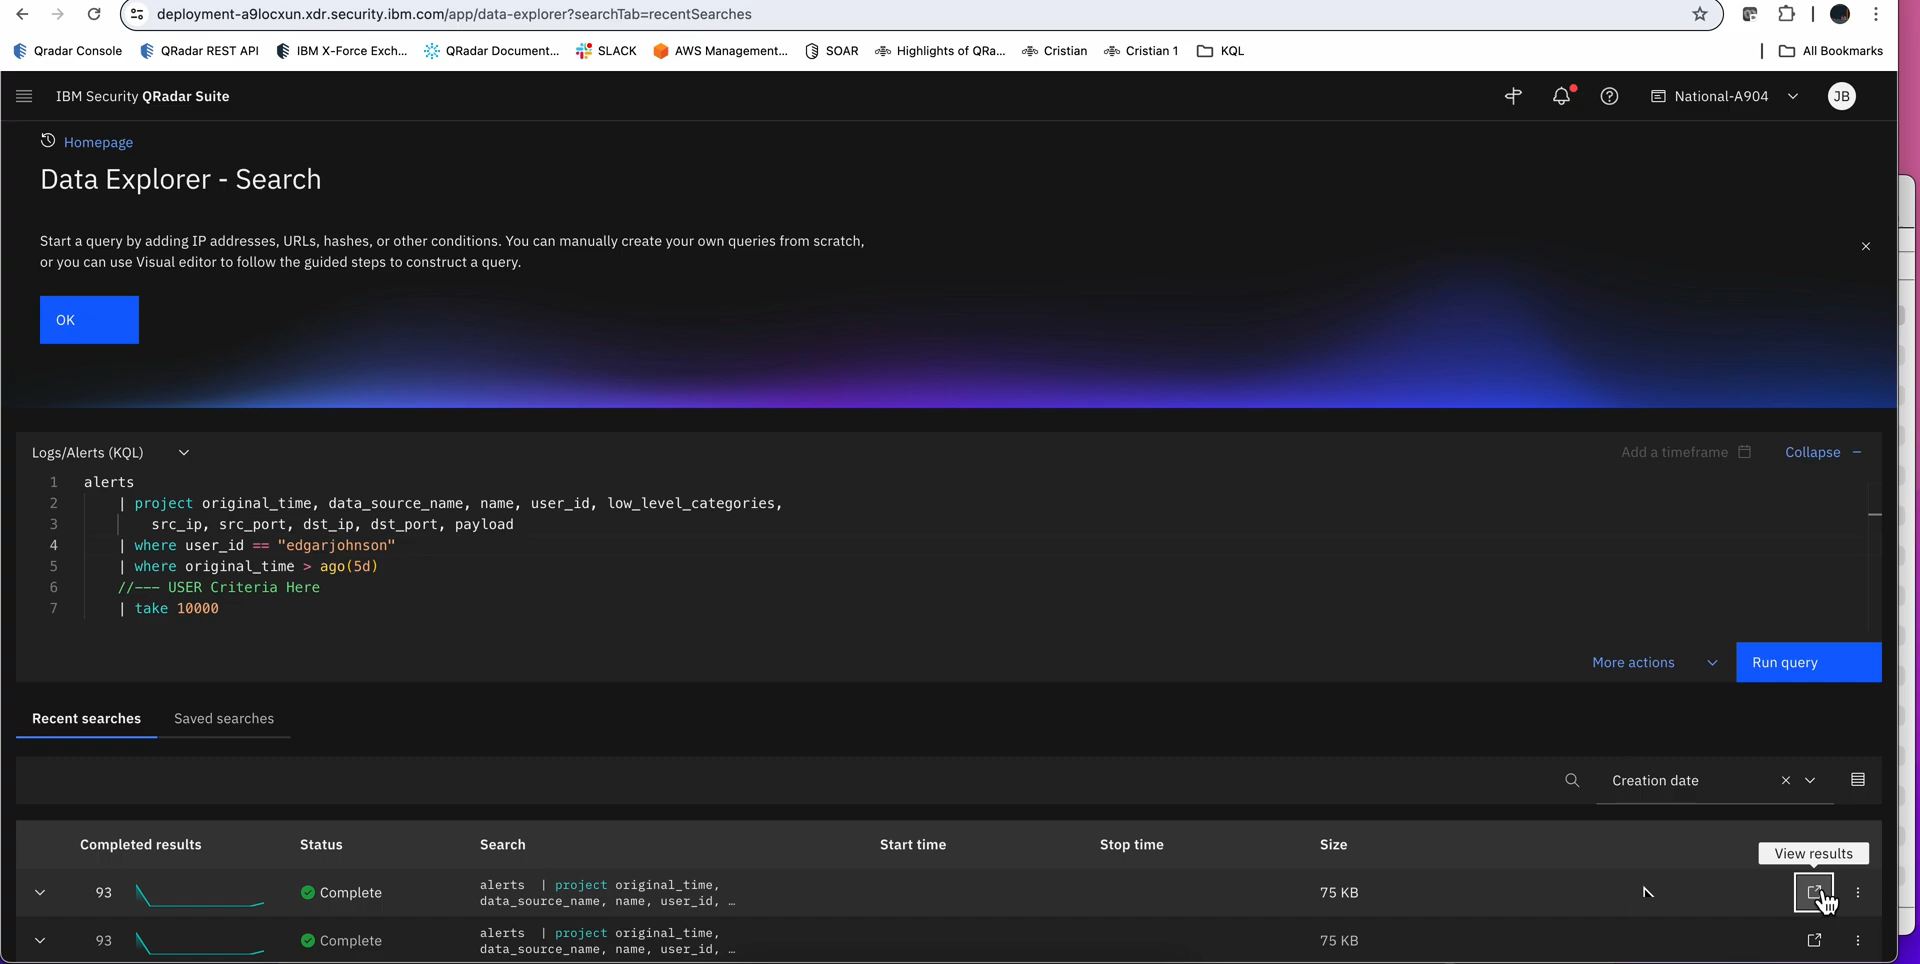 deployment-a9locxun.xdr.security.ibm.com/app/data-explorer?searchTab=recentSearches
Qradar Console QRadar REST API IBM X-Force Exch... QRadar Document... SLACK AWS Management... SOAR Highlights of QRa... Cristian Cristian 1 KQL All Bookmarks
IBM Security QRadar Suite National-A904 JB
Homepage
Data Explorer - Search
Start a query by adding IP addresses, URLs, hashes, or other conditions. You can manually create your own queries from scratch,
or you can use Visual editor to follow the guided steps to construct a query.
OK
Logs/Alerts (KQL) Add a timeframe Collapse
1 alerts
2 | project original_time, data_source_name, name, user_id, low_level_categories,
3 src_ip, src_port, dst_ip, dst_port, payload
4 | where user_id == "edgarjohnson"
5 | where original_time > ago(5d)
6 //--- USER Criteria Here
7 | take 10000
More actions Run query
Recent searches Saved searches
Creation date
Completed results Status Search Start time Stop time Size
View results
93 Complete alerts | project original_time, 75 KB
data_source_name, name, user_id, …
93 Complete alerts | project original_time, 75 KB
data_source_name, name, user_id, …